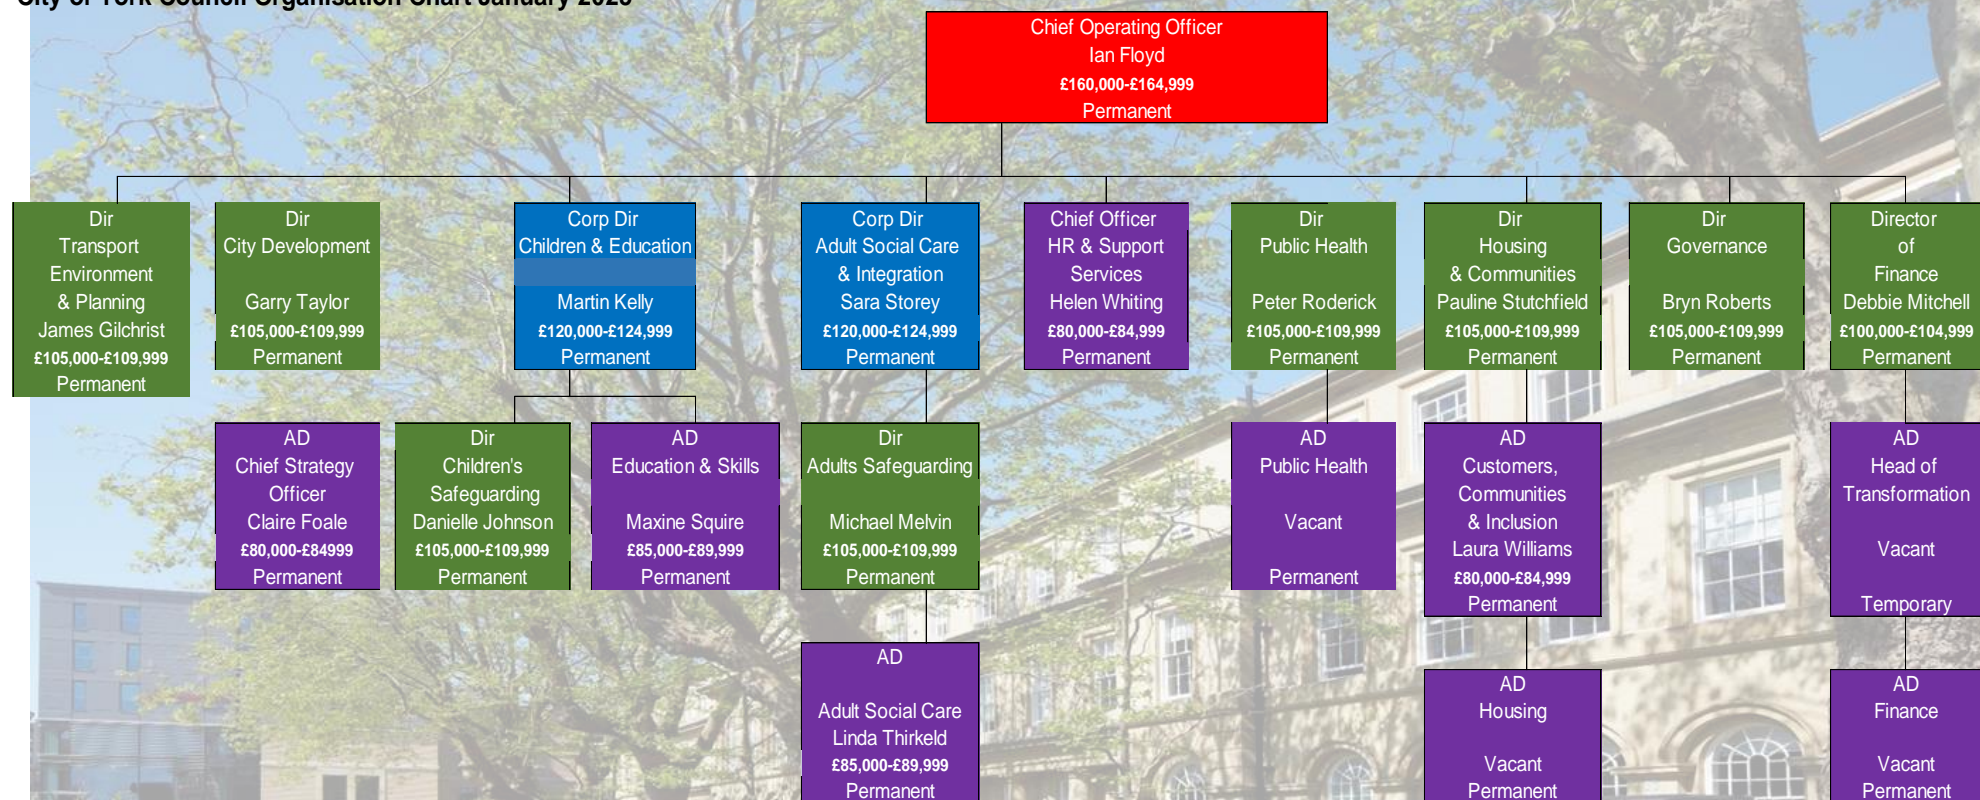 City of York Council Organisation Chart January 2025
Chief Operating Officer
Ian Floyd
£160,000-£164,999
Permanent
Dir
Transport
Environment
& Planning
James Gilchrist
£105,000-£109,999
Permanent
Dir
City Development
Garry Taylor
£105,000-£109,999
Permanent
Corp Dir
Children & Education
Martin Kelly
£120,000-£124,999
Permanent
Corp Dir
Adult Social Care
& Integration
Sara Storey
£120,000-£124,999
Permanent
Chief Officer
HR & Support
Services
Helen Whiting
£80,000-£84,999
Permanent
Dir
Public Health
Peter Roderick
£105,000-£109,999
Permanent
Dir
Housing
& Communities
Pauline Stutchfield
£105,000-£109,999
Permanent
Dir
Governance
Bryn Roberts
£105,000-£109,999
Permanent
Director
of
Finance
Debbie Mitchell
£100,000-£104,999
Permanent
AD
Chief Strategy
Officer
Claire Foale
£80,000-£84999
Permanent
Dir
Children's
Safeguarding
Danielle Johnson
£105,000-£109,999
Permanent
AD
Education & Skills
Maxine Squire
£85,000-£89,999
Permanent
Dir
Adults Safeguarding
Michael Melvin
£105,000-£109,999
Permanent
AD
Public Health
Vacant
Permanent
AD
Customers,
Communities
& Inclusion
Laura Williams
£80,000-£84,999
Permanent
AD
Head of
Transformation
Vacant
Temporary
AD
Adult Social Care
Linda Thirkeld
£85,000-£89,999
Permanent
AD
Housing
Vacant
Permanent
AD
Finance
Vacant
Permanent